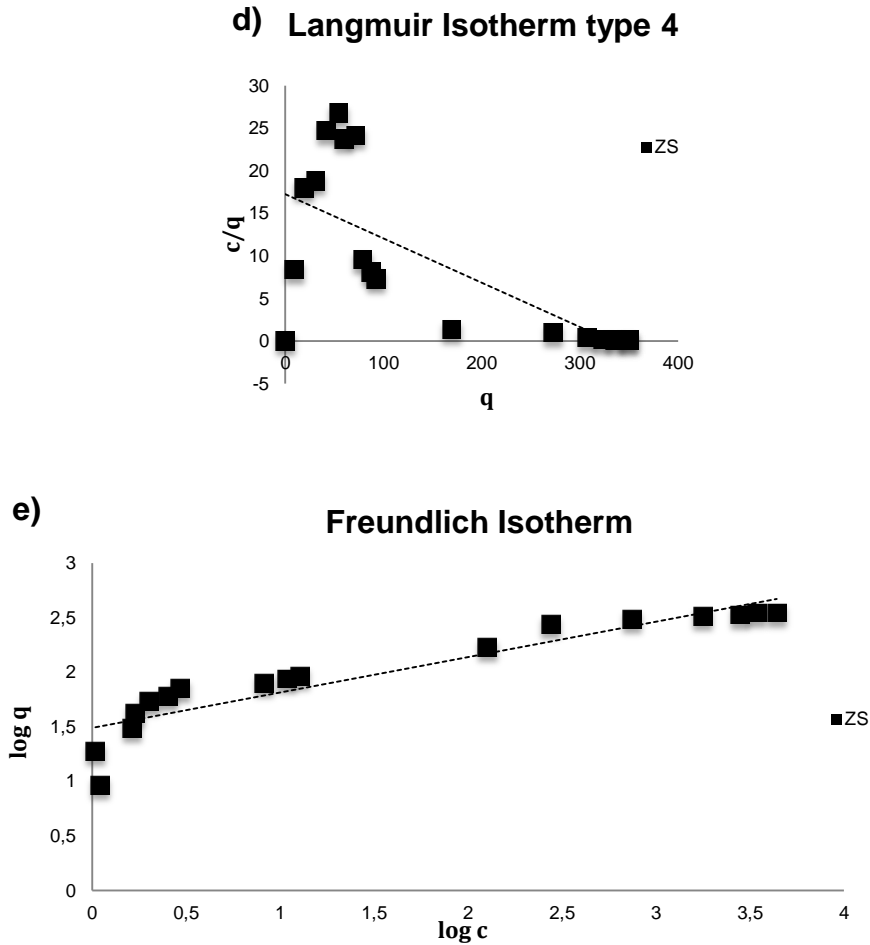 d) Langmuir Isotherm type 4
30
25
20
15
10
5
0
-5
c/q
0 100 200 300 400
q
ZS
e)
Freundlich Isotherm
3
2,5
2
1,5
1
0,5
0
log q
0 0,5 1 1,5 2 2,5 3 3,5 4
log c
ZS